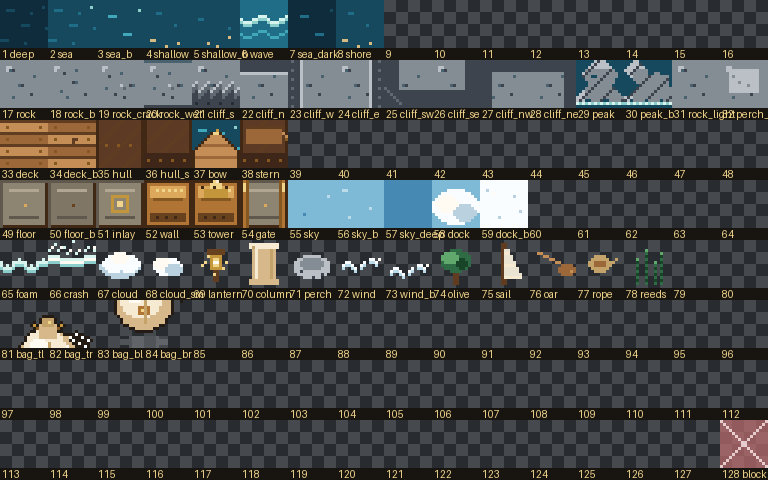 1 deep 2 sea 3 sea_b 4 shallow 5 shallow_b 6 wave 7 sea_dark 8 shore 9 10 11 12 13 14 15 16
17 rock 18 rock_b 19 rock_crack 20 rock_wet 21 cliff_s 22 cliff_n 23 cliff_w 24 cliff_e 25 cliff_sw 26 cliff_se 27 cliff_nw 28 cliff_ne 29 peak 30 peak_b 31 rock_light 32 perch_
33 deck 34 deck_b 35 hull 36 hull_s 37 bow 38 stern 39 40 41 42 43 44 45 46 47 48
49 floor 50 floor_b 51 inlay 52 wall 53 tower 54 gate 55 sky 56 sky_b 57 sky_deep 58 dock 59 dock_b 60 61 62 63 64
65 foam 66 crash 67 cloud 68 cloud_sm 69 lantern 70 column 71 perch 72 wind 73 wind_b 74 olive 75 sail 76 oar 77 rope 78 reeds 79 80
81 bag_tl 82 bag_tr 83 bag_bl 84 bag_br 85 86 87 88 89 90 91 92 93 94 95 96
97 98 99 100 101 102 103 104 105 106 107 108 109 110 111 112
113 114 115 116 117 118 119 120 121 122 123 124 125 126 127 128 block